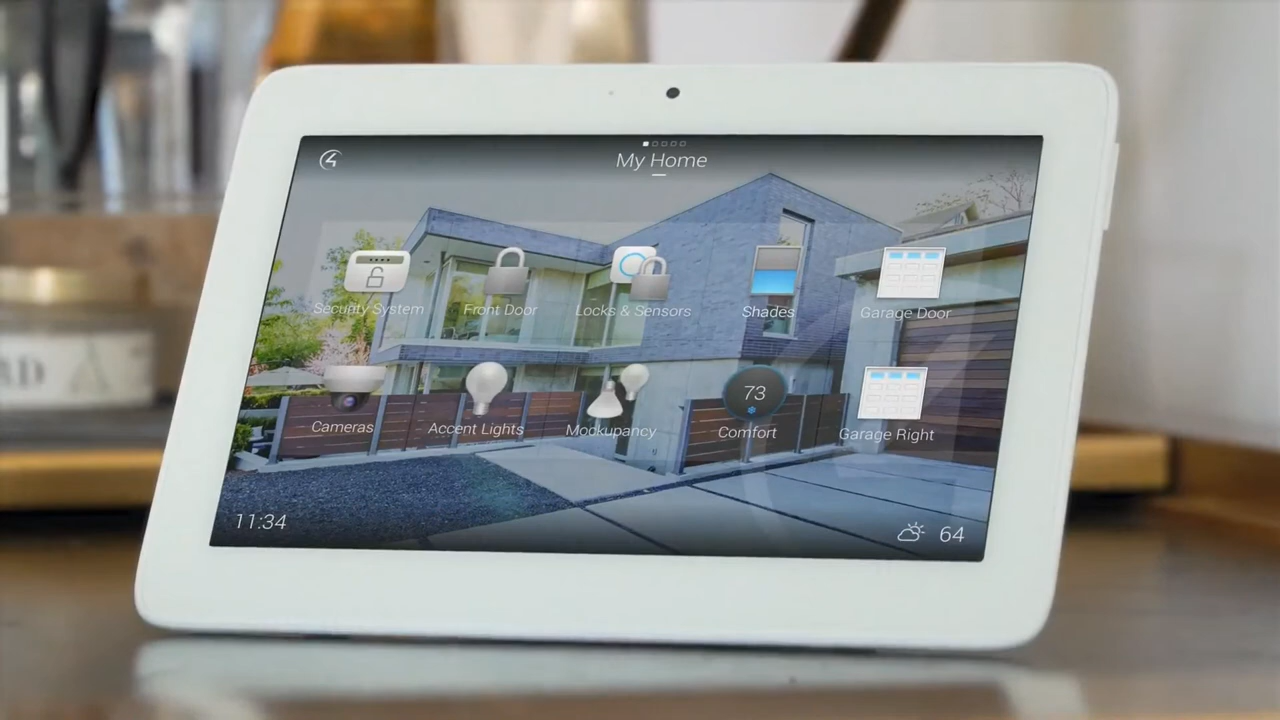 4
My Home
Security System
Front Door
Locks & Sensors
Shades
Garage Door
Cameras
Accent Lights
Mockupancy
73
Comfort
Garage Right
11:34
64